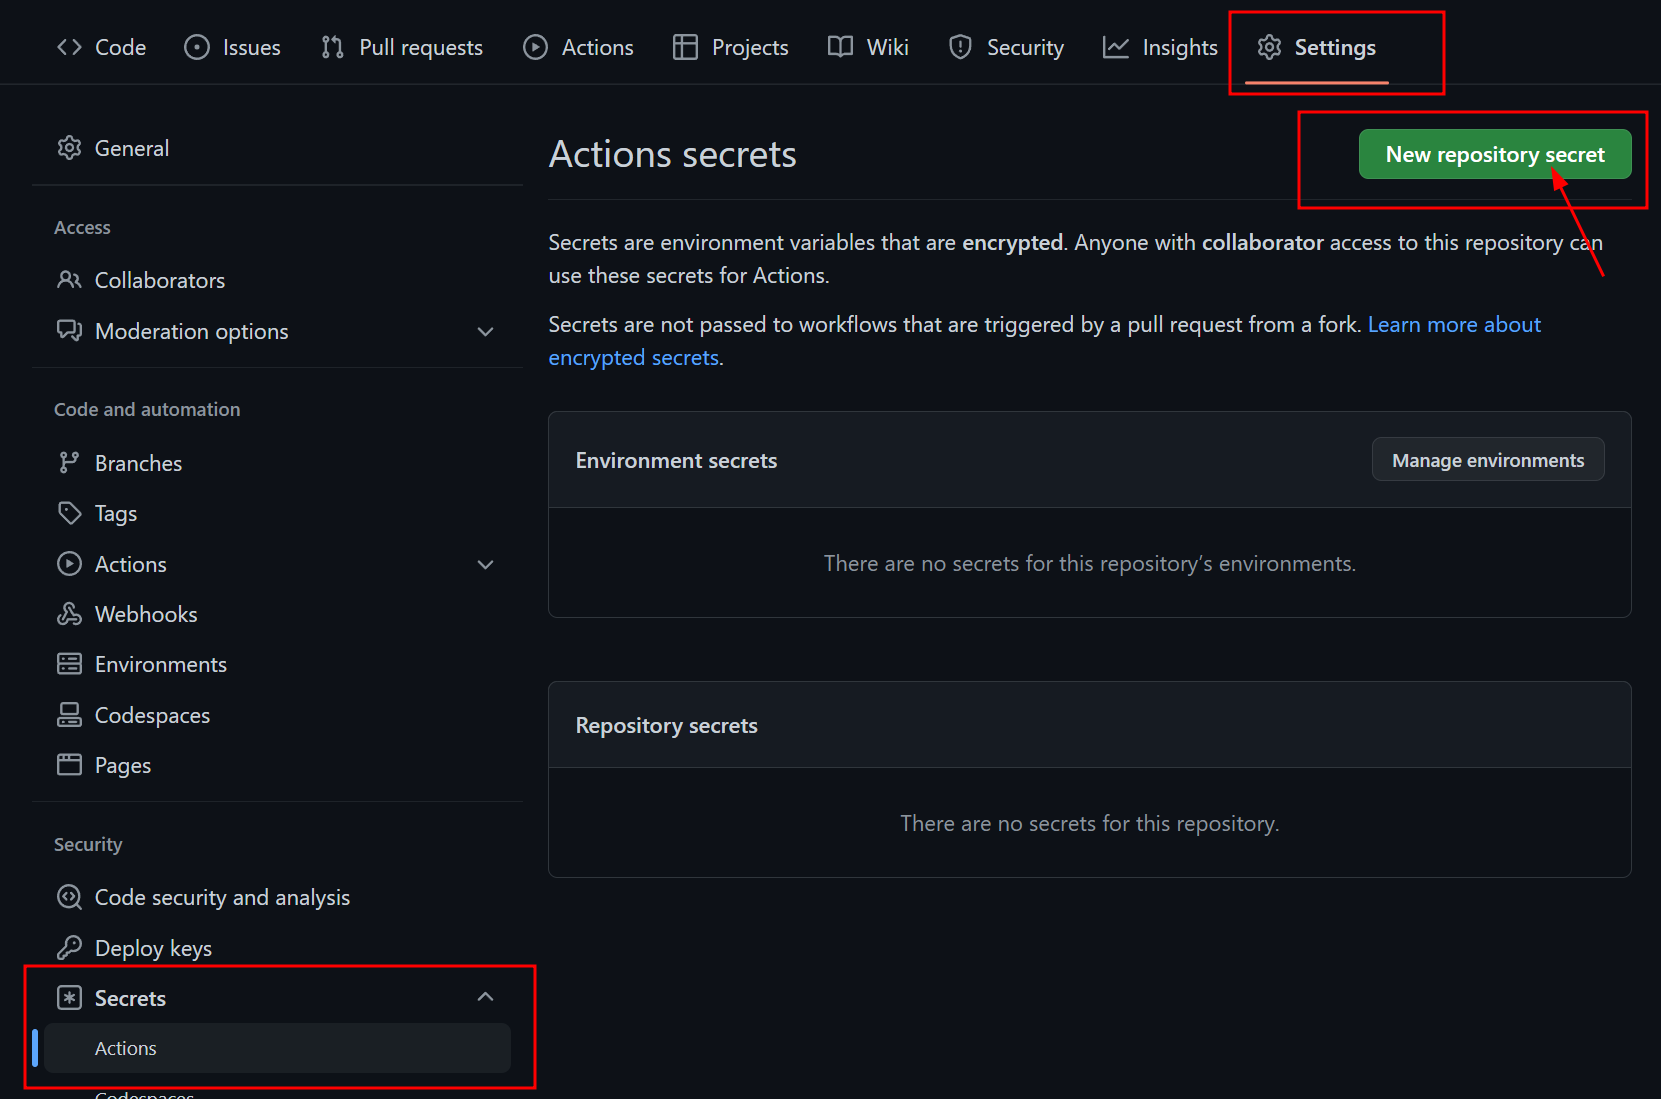 Code Issues Pull requests Actions Projects Wiki Security Insights Settings
General
Access
Collaborators
Moderation options
Code and automation
Branches
Tags
Actions
Webhooks
Environments
Codespaces
Pages
Security
Code security and analysis
Deploy keys
Secrets
Actions
Codespaces
Actions secrets
New repository secret
Secrets are environment variables that are encrypted. Anyone with collaborator access to this repository can
use these secrets for Actions.
Secrets are not passed to workflows that are triggered by a pull request from a fork. Learn more about
encrypted secrets.
Environment secrets
Manage environments
There are no secrets for this repository’s environments.
Repository secrets
There are no secrets for this repository.